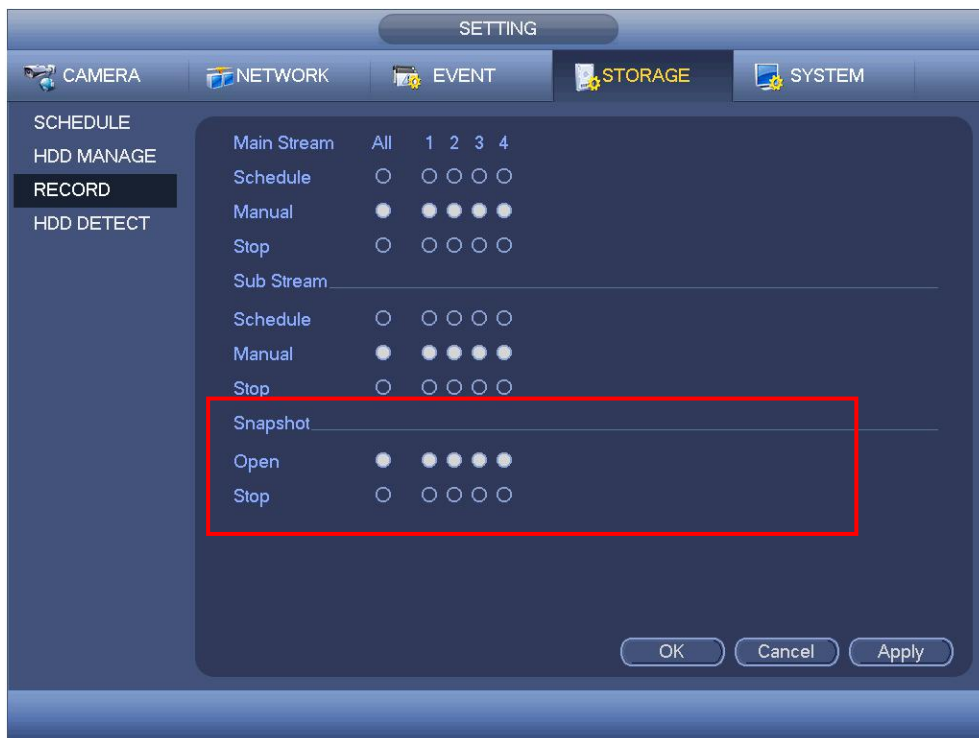 SETTING
CAMERA NETWORK EVENT STORAGE SYSTEM
SCHEDULE
HDD MANAGE
RECORD
HDD DETECT
Main Stream All 1 2 3 4
Schedule
Manual
Stop
Sub Stream
Schedule
Manual
Stop
Snapshot
Open
Stop
OK Cancel Apply